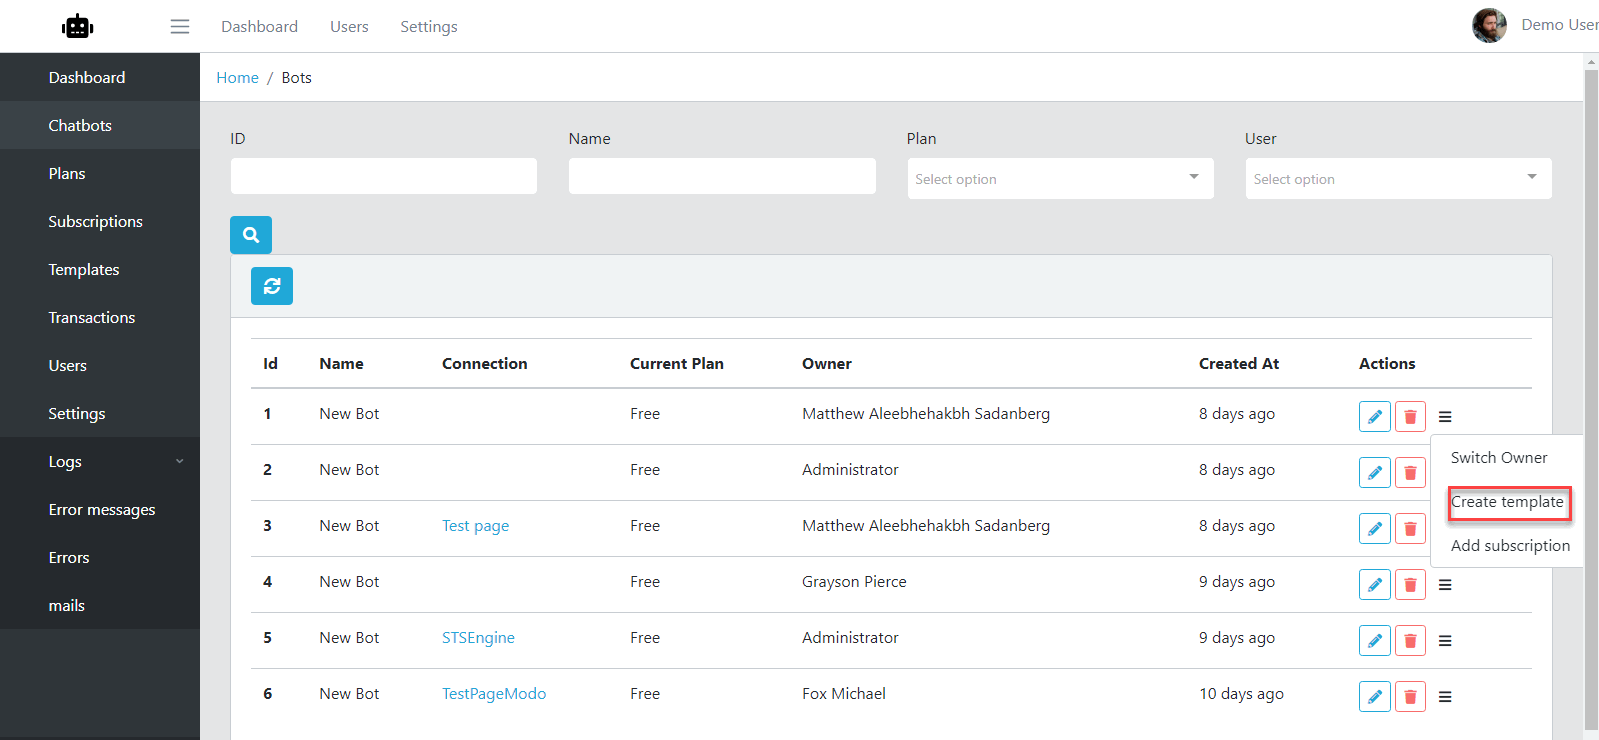 Dashboard Users Settings Demo User
Dashboard
Chatbots
Plans
Subscriptions
Templates
Transactions
Users
Settings
Logs
Error messages
Errors
mails
Home / Bots
ID Name Plan User
Select option Select option
Id Name Connection Current Plan Owner Created At Actions
1 New Bot Free Matthew Aleebhehakbh Sadanberg 8 days ago
2 New Bot Free Administrator 8 days ago
3 New Bot Test page Free Matthew Aleebhehakbh Sadanberg 8 days ago
4 New Bot Free Grayson Pierce 9 days ago
5 New Bot STSEngine Free Administrator 9 days ago
6 New Bot TestPageModo Free Fox Michael 10 days ago
Switch Owner
Create template
Add subscription